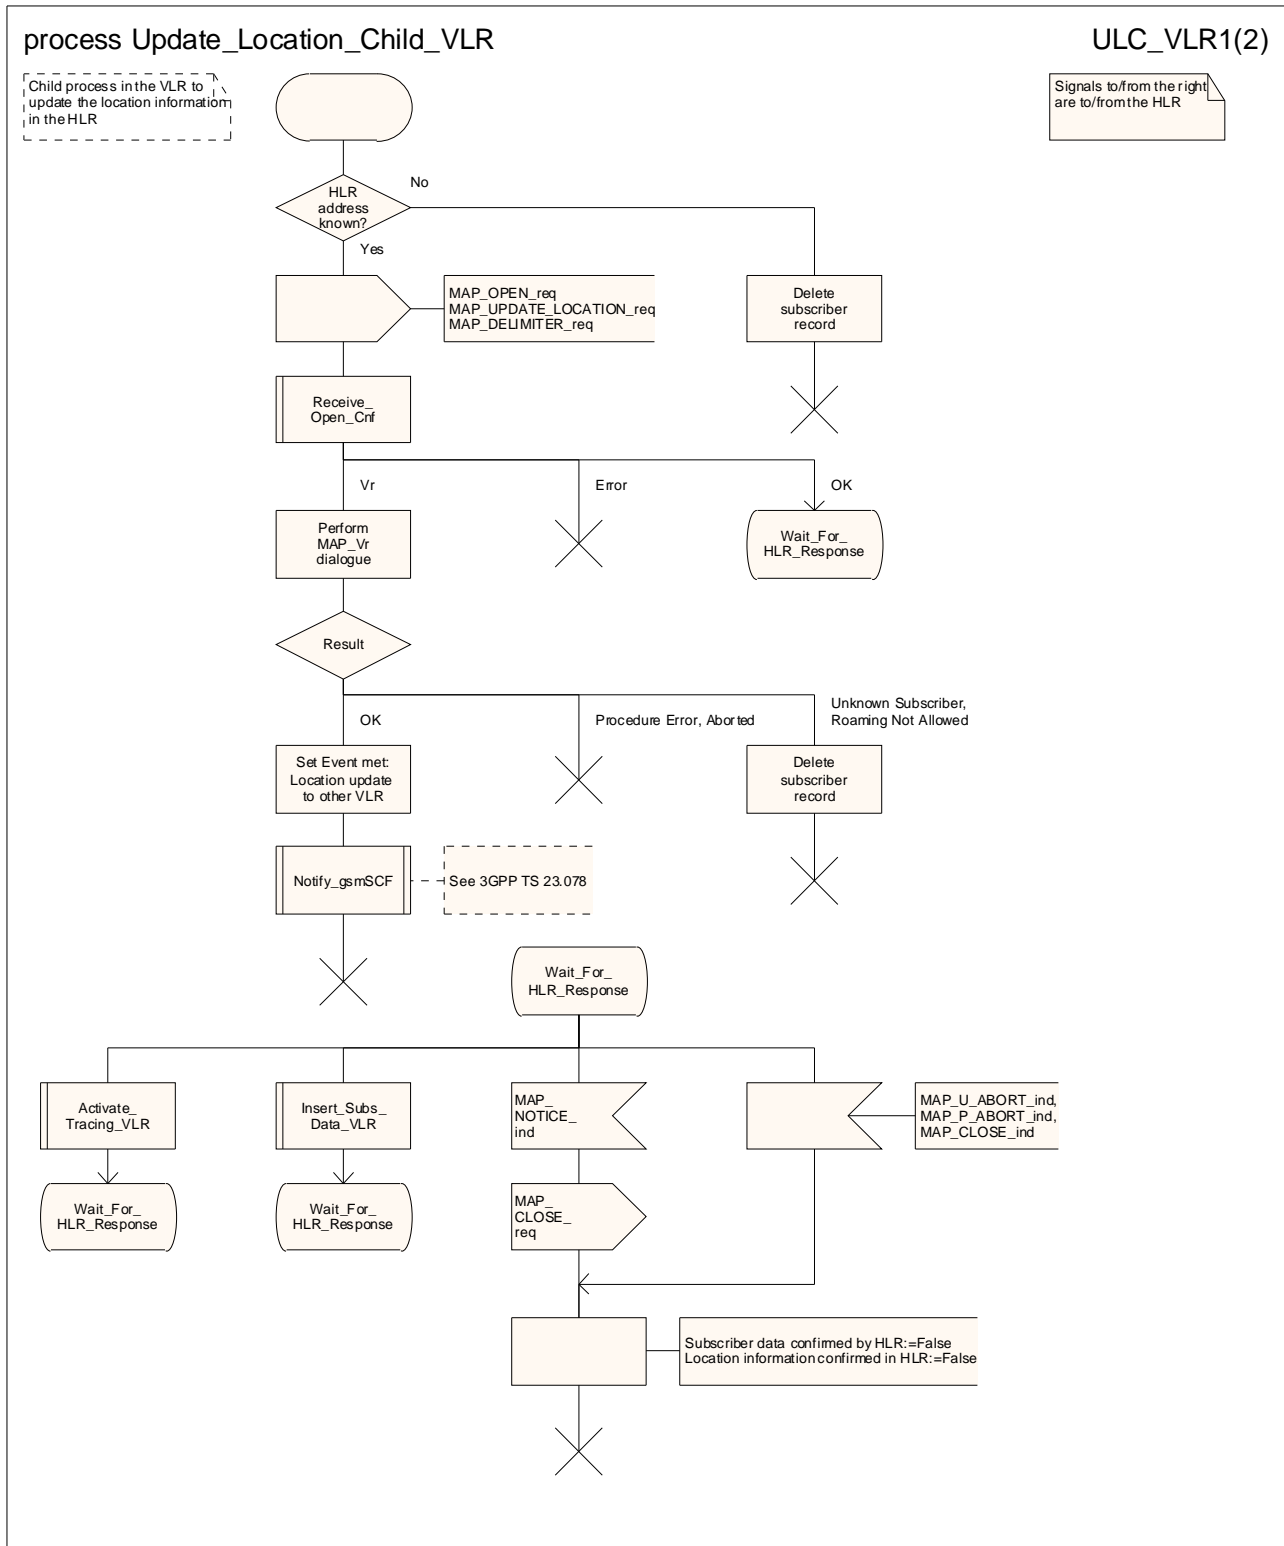 process Update_Location_Child_VLR
ULC_VLR1(2)
Child process in the VLR to
update the location information
in the HLR
Signals to/from the right
are to/from the HLR
HLR
address
known?
No
Yes
MAP_OPEN_req
MAP_UPDATE_LOCATION_req
MAP_DELIMITER_req
Delete
subscriber
record
Receive_
Open_Cnf
Vr
Error
OK
Perform
MAP_Vr
dialogue
Wait_For_
HLR_Response
Result
OK
Procedure Error, Aborted
Unknown Subscriber,
Roaming Not Allowed
Set Event met:
Location update
to other VLR
Delete
subscriber
record
Notify_gsmSCF
See 3GPP TS 23.078
Wait_For_
HLR_Response
Activate_
Tracing_VLR
Insert_Subs_
Data_VLR
MAP_
NOTICE_
ind
MAP_U_ABORT_ind,
MAP_P_ABORT_ind,
MAP_CLOSE_ind
Wait_For_
HLR_Response
Wait_For_
HLR_Response
MAP_
CLOSE_
req
Subscriber data confirmed by HLR:=False
Location information confirmed in HLR:=False